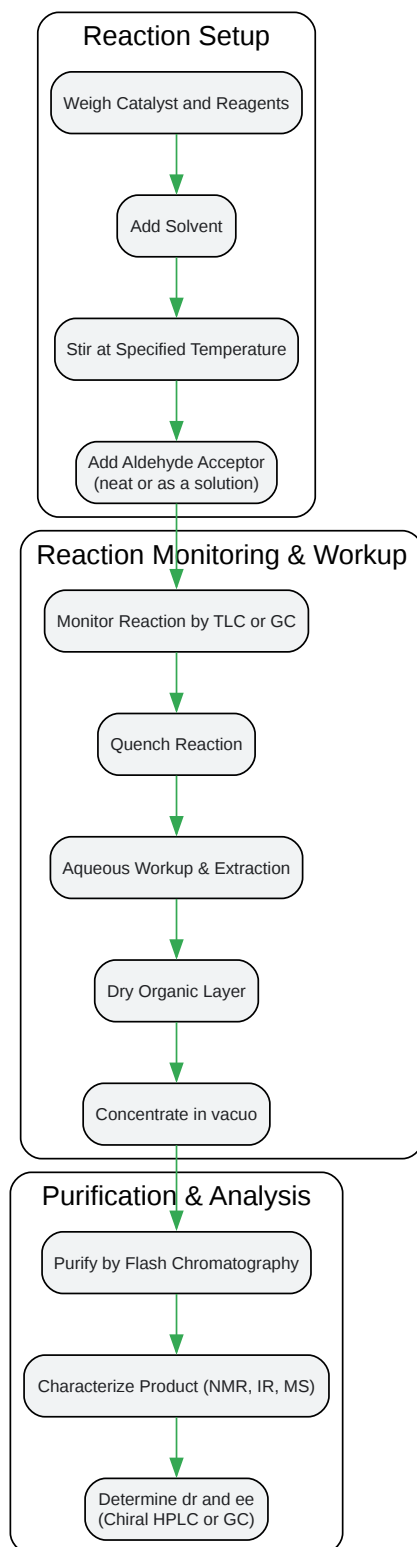 Reaction Setup
Weigh Catalyst and Reagents
Add Solvent
Stir at Specified Temperature
Add Aldehyde Acceptor
(neat or as a solution)
Reaction Monitoring & Workup
Monitor Reaction by TLC or GC
Quench Reaction
Aqueous Workup & Extraction
Dry Organic Layer
Concentrate in vacuo
Purification & Analysis
Purify by Flash Chromatography
Characterize Product (NMR, IR, MS)
Determine dr and ee
(Chiral HPLC or GC)